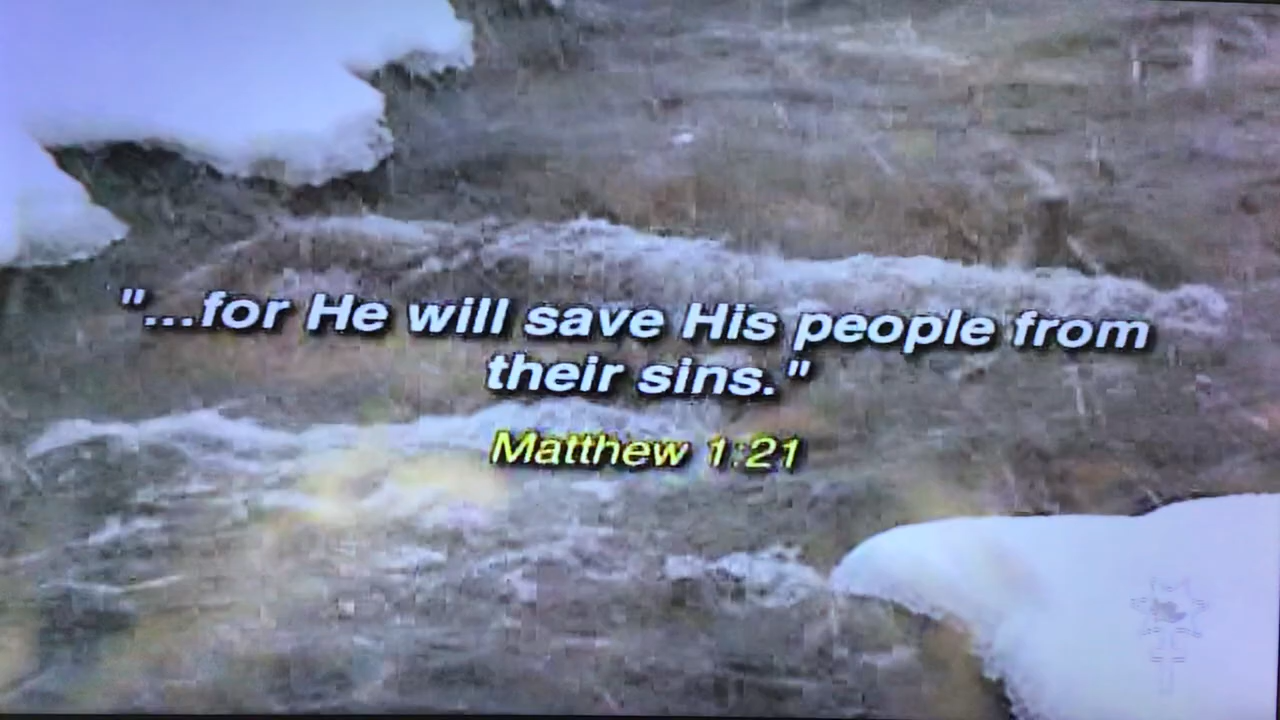 "...for He will save His people from
their sins."
Matthew 1:21